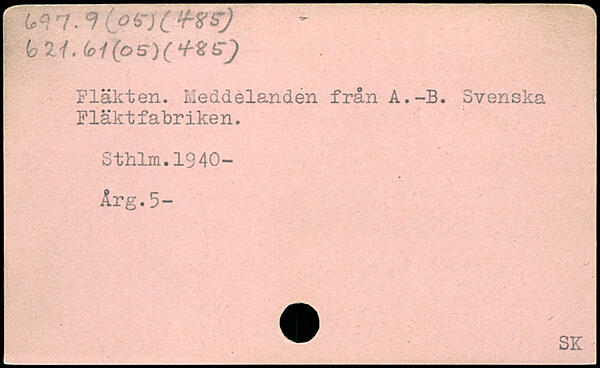 697.9(05)(485)
621.61(05)(485)
Fläkten. Meddelanden från A.-B. Svenska
Fläktfabriken.
Sthlm.1940-
Årg.5-
SK